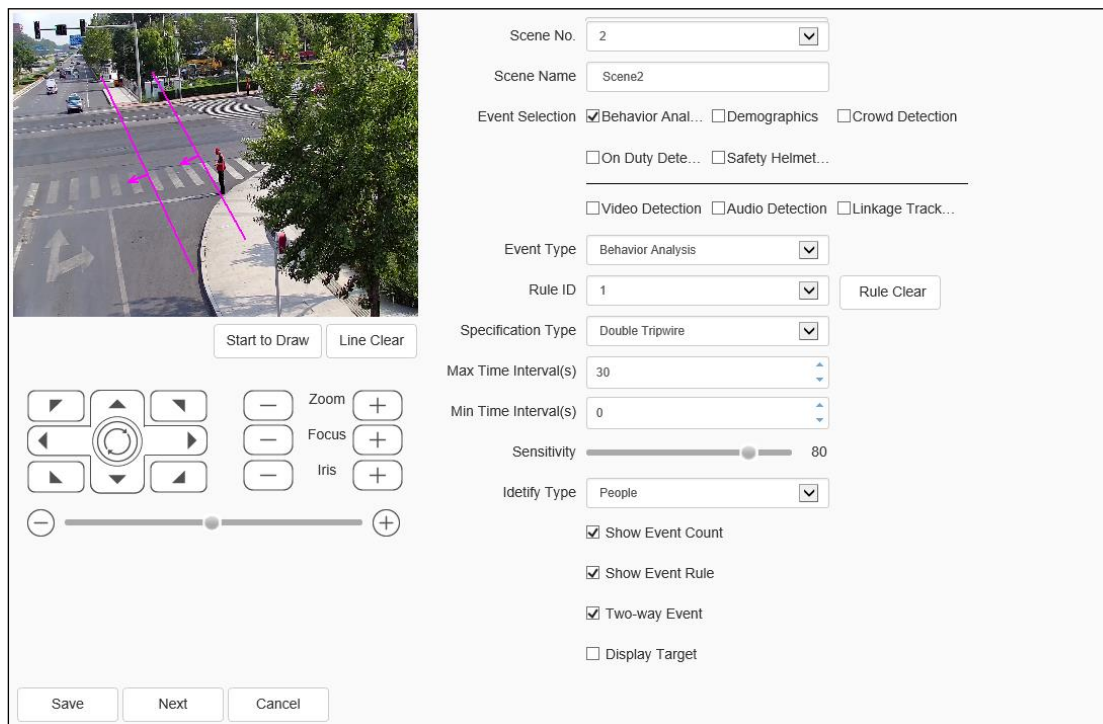 Scene No. 2
Scene Name Scene2
Event Selection Behavior Anal... Demographics Crowd Detection
On Duty Dete... Safety Helmet...
Video Detection Audio Detection Linkage Track...
Event Type Behavior Analysis
Rule ID 1 Rule Clear
Specification Type Double Tripwire
Start to Draw Line Clear
Max Time Interval(s) 30
Min Time Interval(s) 0
Zoom
Focus
Iris
Sensitivity 80
Idetify Type People
Show Event Count
Show Event Rule
Two-way Event
Display Target
Save Next Cancel